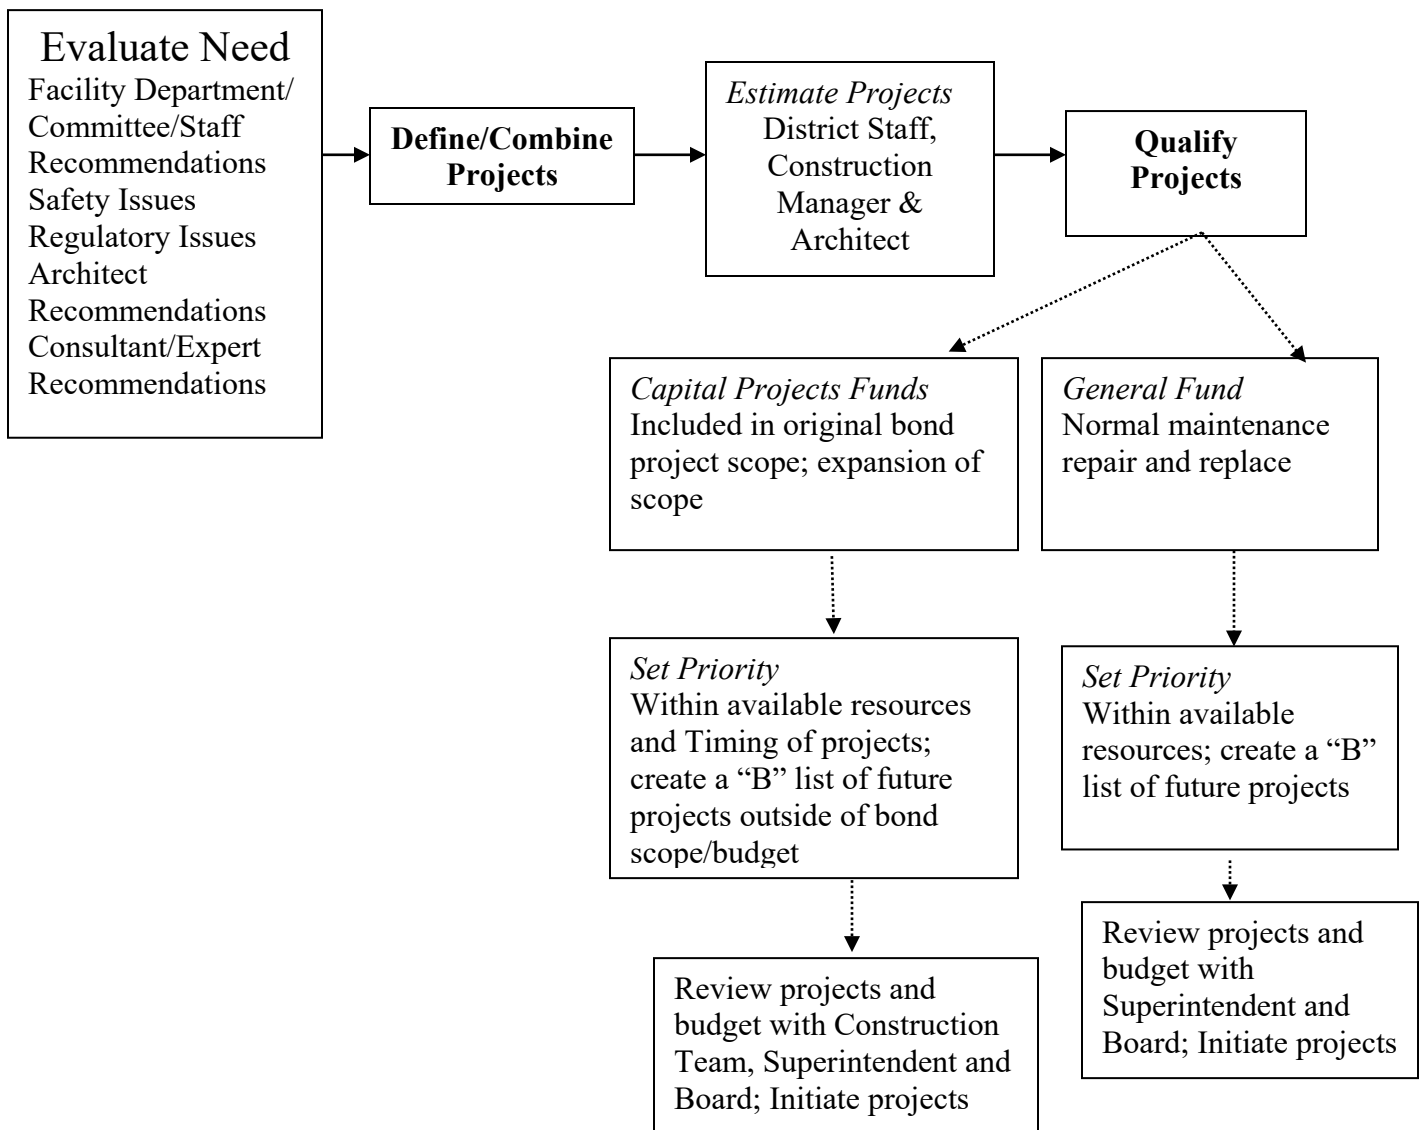 Evaluate Need
Facility Department/
Committee/Staff
Recommendations
Safety Issues
Regulatory Issues
Architect
Recommendations
Consultant/Expert
Recommendations
Define/Combine
Projects
Estimate Projects
District Staff,
Construction
Manager &
Architect
Qualify
Projects
Capital Projects Funds
Included in original bond
project scope; expansion of
scope
General Fund
Normal maintenance
repair and replace
Set Priority
Within available resources
and Timing of projects;
create a “B” list of future
projects outside of bond
scope/budget
Set Priority
Within available
resources; create a “B”
list of future projects
Review projects and
budget with Construction
Team, Superintendent and
Board; Initiate projects
Review projects and
budget with
Superintendent and
Board; Initiate projects